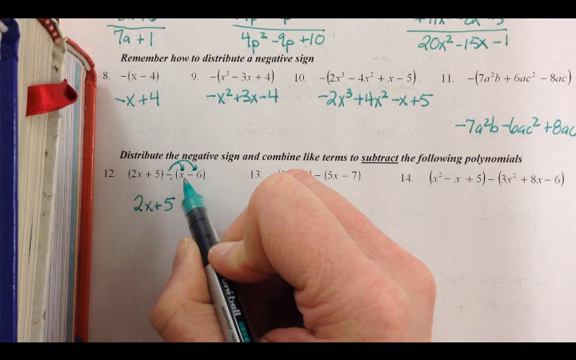 7a+1 4p²-9p+10 20x²-15x-1
Remember how to distribute a negative sign
8. -(x - 4) 9. -(x² - 3x + 4) 10. -(2x³ - 4x² + x - 5) 11. -(7a²b + 6ac² - 8ac)
-x+4 -x²+3x-4 -2x³+4x²-x+5
-7a²b-6ac²+8ac
Distribute the negative sign and combine like terms to subtract the following polynomials
12. (2x + 5) - (x - 6) 13. - (5x - 7) 14. (x² - x + 5) - (3x² + 8x - 6)
2x+5
uni-ball